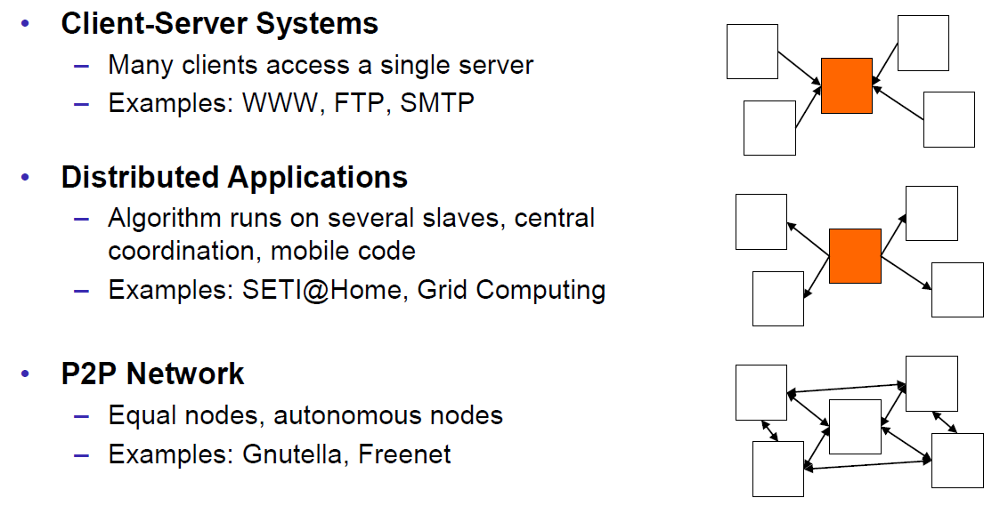 • Client-Server Systems
– Many clients access a single server
– Examples: WWW, FTP, SMTP
• Distributed Applications
– Algorithm runs on several slaves, central
coordination, mobile code
– Examples: SETI@Home, Grid Computing
• P2P Network
– Equal nodes, autonomous nodes
– Examples: Gnutella, Freenet